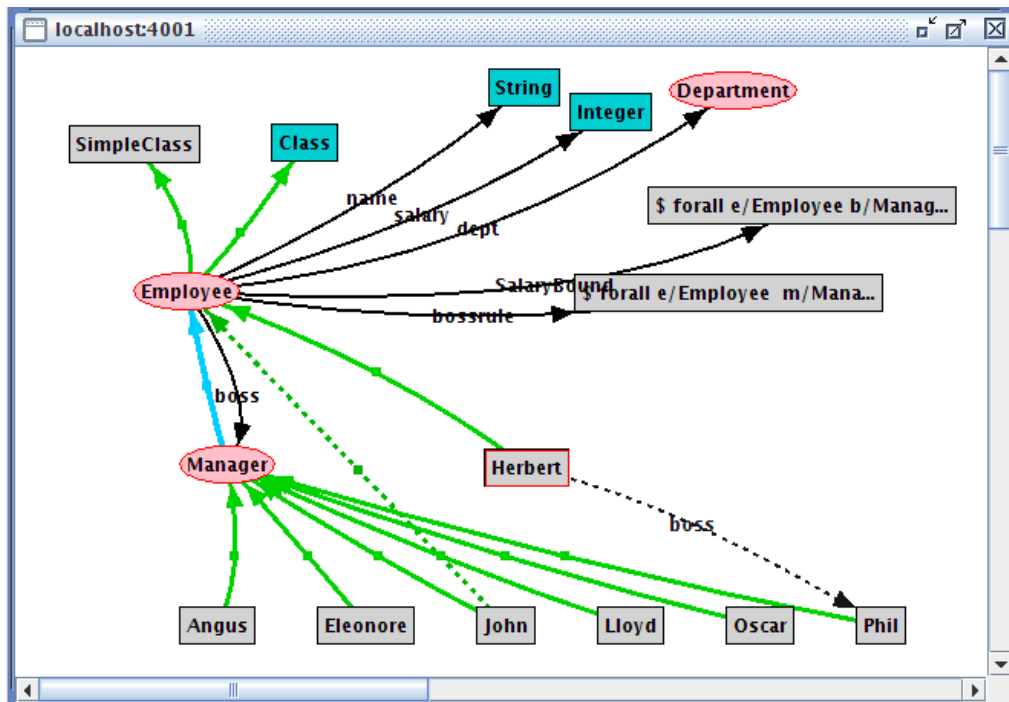 localhost:4001
String
Department
Integer
SimpleClass
Class
name
salary
dept
$ forall e/Employee b/Manag...
Employee
SalaryBound
$ forall e/Employee  m/Mana...
bossrule
boss
Manager
Herbert
boss
Angus
Eleonore
John
Lloyd
Oscar
Phil